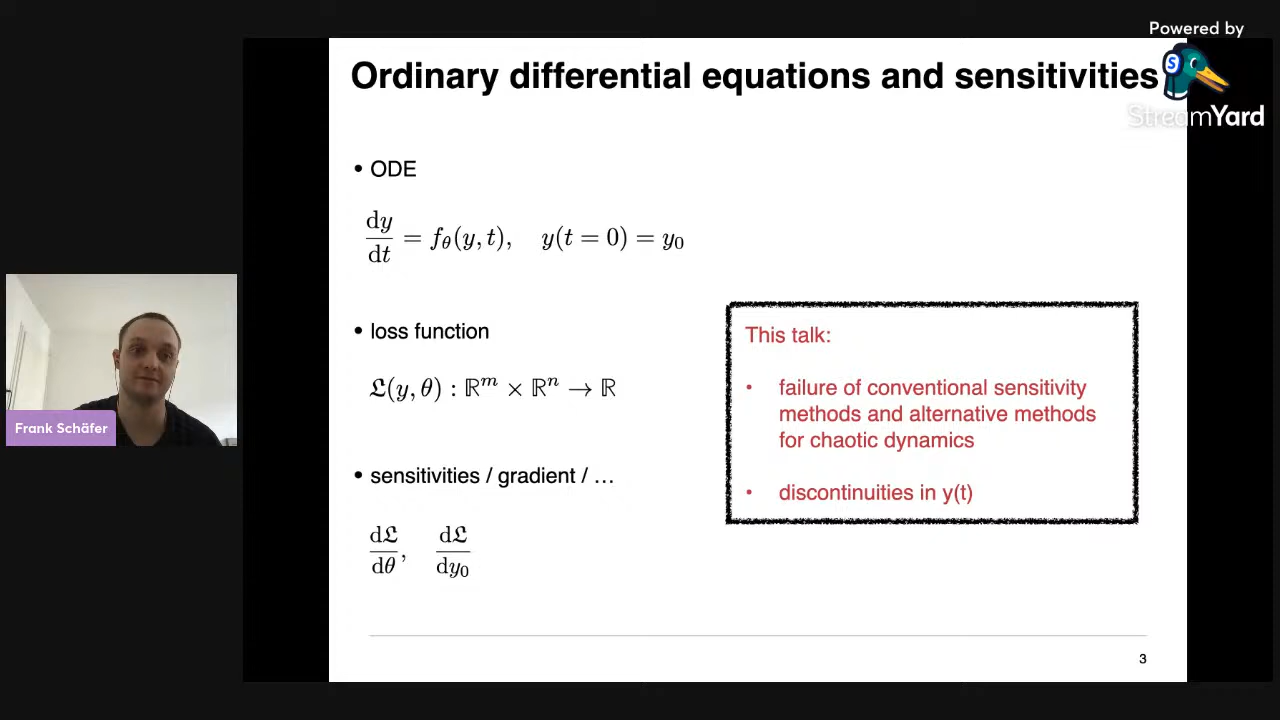 Powered by
StreamYard
Ordinary differential equations and sensitivities
• ODE
dy/dt = f_θ(y, t),   y(t = 0) = y_0
• loss function
𝔏(y, θ) : ℝ^m × ℝ^n → ℝ
• sensitivities / gradient / …
d𝔏/dθ,   d𝔏/dy_0
This talk:
• failure of conventional sensitivity
methods and alternative methods
for chaotic dynamics
• discontinuities in y(t)
3
Frank Schäfer